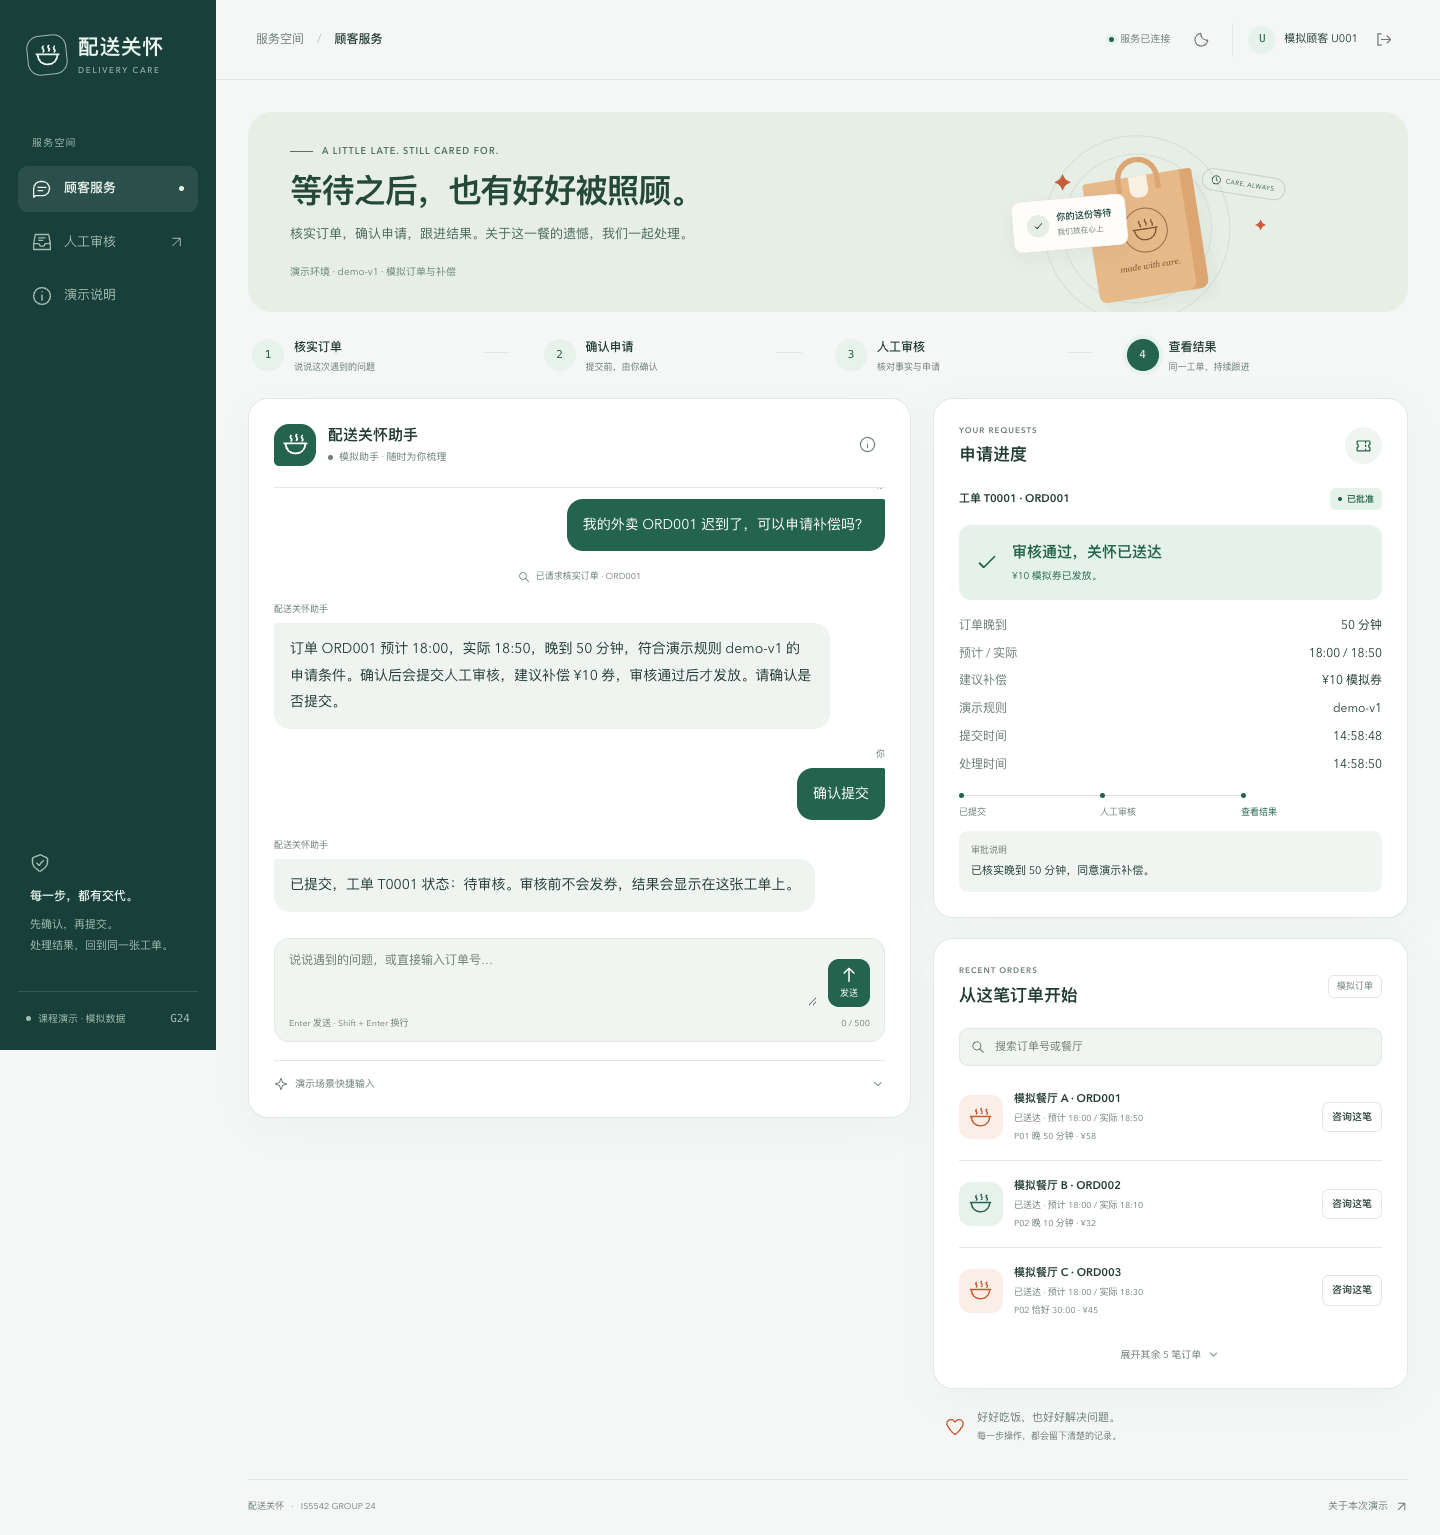 配送关怀
DELIVERY CARE
服务空间
顾客服务
人工审核
演示说明
每一步，都有交代。
先确认，再提交。
处理结果，回到同一张工单。
课程演示 · 模拟数据
G24
服务空间 / 顾客服务
服务已连接
U
模拟顾客 U001
A LITTLE LATE. STILL CARED FOR.
等待之后，也有好好被照顾。
核实订单，确认申请，跟进结果。关于这一餐的遗憾，我们一起处理。
演示环境 · demo-v1 · 模拟订单与补偿
你的这份等待
我们放在心上
made with care.
CARE, ALWAYS.
1
核实订单
说说这次遇到的问题
2
确认申请
提交前，由你确认
3
人工审核
核对事实与申请
4
查看结果
同一工单，持续跟进
配送关怀助手
模拟助手 · 随时为你梳理
我的外卖 ORD001 迟到了，可以申请补偿吗？
已请求核实订单 · ORD001
配送关怀助手
订单 ORD001 预计 18:00，实际 18:50，晚到 50 分钟，符合演示规则 demo-v1 的
申请条件。确认后会提交人工审核，建议补偿 ¥10 券，审核通过后才发放。请确认是
否提交。
你
确认提交
配送关怀助手
已提交，工单 T0001 状态：待审核。审核前不会发券，结果会显示在这张工单上。
说说遇到的问题，或直接输入订单号…
发送
Enter 发送 · Shift + Enter 换行
0 / 500
演示场景快捷输入
YOUR REQUESTS
申请进度
工单 T0001 · ORD001
已批准
审核通过，关怀已送达
¥10 模拟券已发放。
订单晚到
50 分钟
预计 / 实际
18:00 / 18:50
建议补偿
¥10 模拟券
演示规则
demo-v1
提交时间
14:58:48
处理时间
14:58:50
已提交
人工审核
查看结果
审批说明
已核实晚到 50 分钟，同意演示补偿。
RECENT ORDERS
从这笔订单开始
模拟订单
搜索订单号或餐厅
模拟餐厅 A · ORD001
已送达 · 预计 18:00 / 实际 18:50
P01 晚 50 分钟 · ¥58
咨询这笔
模拟餐厅 B · ORD002
已送达 · 预计 18:00 / 实际 18:10
P02 晚 10 分钟 · ¥32
咨询这笔
模拟餐厅 C · ORD003
已送达 · 预计 18:00 / 实际 18:30
P02 恰好 30:00 · ¥45
咨询这笔
展开其余 5 笔订单
好好吃饭，也好好解决问题。
每一步操作，都会留下清楚的记录。
配送关怀 · IS5542 GROUP 24
关于本次演示